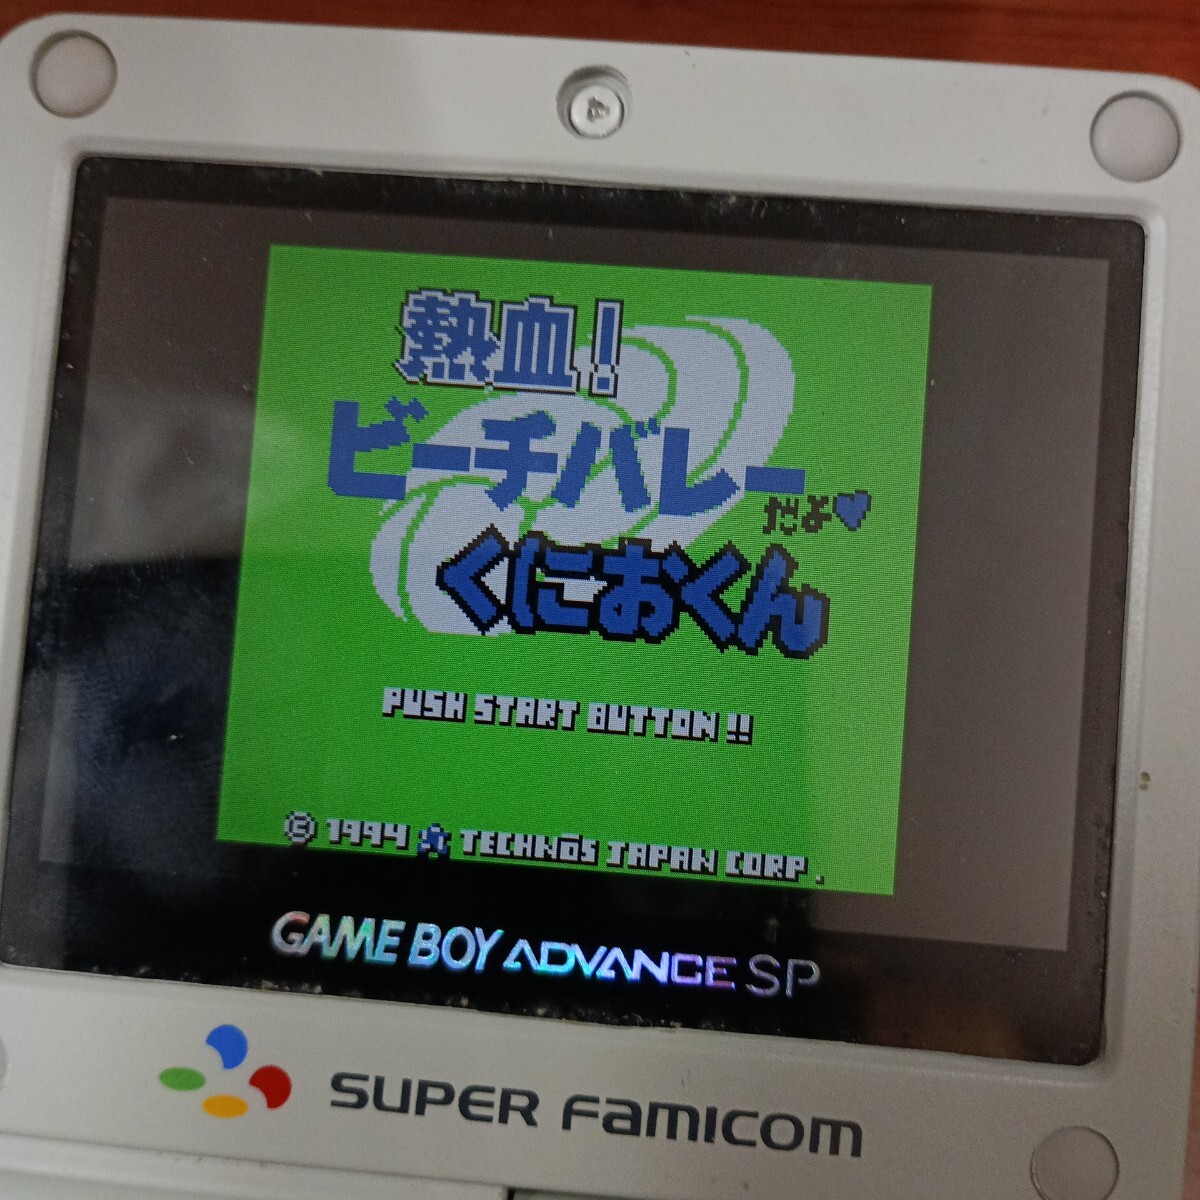 熱血!
ビーチバレー
だよ♥
くにおくん
PUSH START BUTTON !!
© 1994 TECHNŌS JAPAN CORP.
GAME BOY ADVANCE SP
SUPER FAMICOM